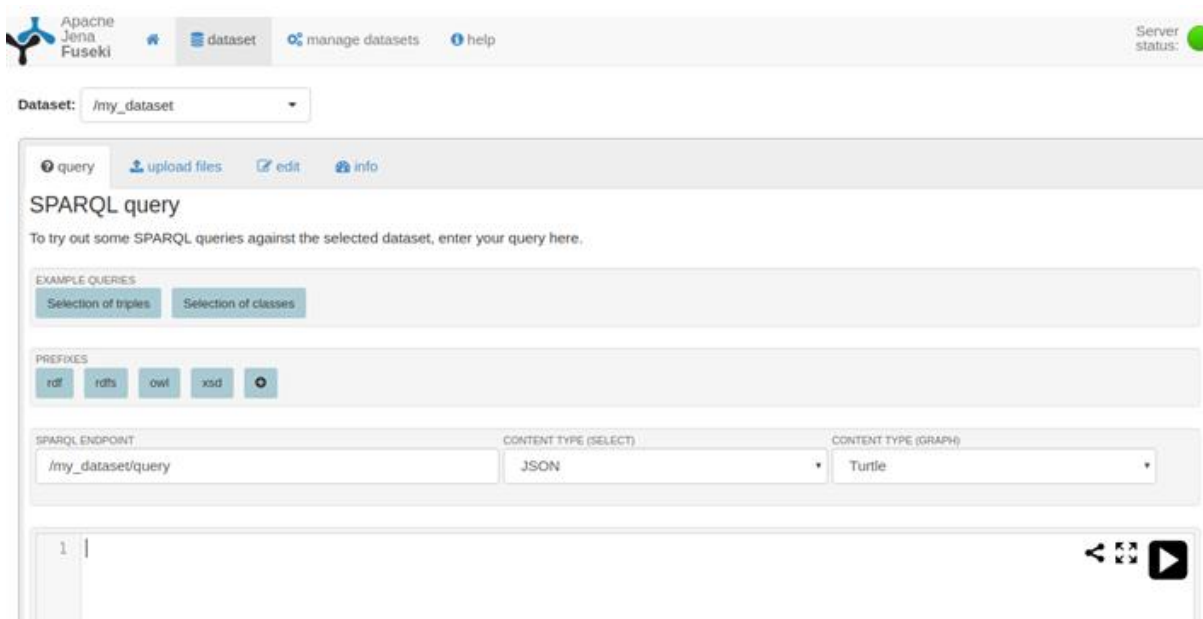 Apache
Jena
Fuseki
dataset
manage datasets
help
Server
status:
Dataset: /my_dataset
query
upload files
edit
info
SPARQL query
To try out some SPARQL queries against the selected dataset, enter your query here.
EXAMPLE QUERIES
Selection of triples
Selection of classes
PREFIXES
rdf
rdfs
owl
xsd
SPARQL ENDPOINT
CONTENT TYPE (SELECT)
CONTENT TYPE (GRAPH)
/my_dataset/query
JSON
Turtle
1